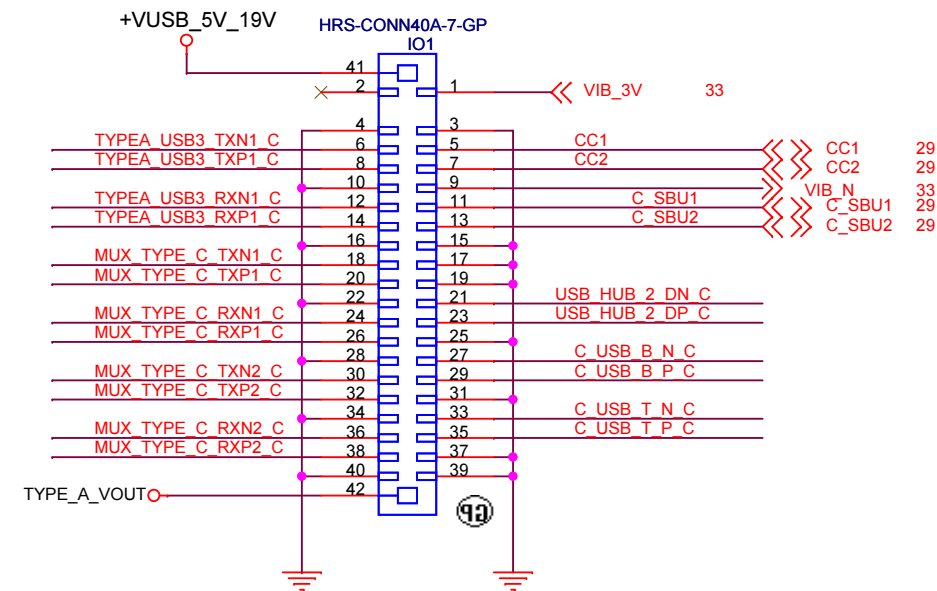 +VUSB_5V_19V
HRS-CONN40A-7-GP
IO1
41
2 1 VIB_3V 33
4 3
TYPEA_USB3_TXN1_C 6 5 CC1 CC1 29
TYPEA_USB3_TXP1_C 8 7 CC2 CC2 29
10 9 VIB_N 33
TYPEA_USB3_RXN1_C 12 11 C_SBU1 C_SBU1 29
TYPEA_USB3_RXP1_C 14 13 C_SBU2 C_SBU2 29
16 15
MUX_TYPE_C_TXN1_C 18 17
MUX_TYPE_C_TXP1_C 20 19
22 21 USB_HUB_2_DN_C
MUX_TYPE_C_RXN1_C 24 23 USB_HUB_2_DP_C
MUX_TYPE_C_RXP1_C 26 25
28 27 C_USB_B_N_C
MUX_TYPE_C_TXN2_C 30 29 C_USB_B_P_C
MUX_TYPE_C_TXP2_C 32 31
34 33 C_USB_T_N_C
MUX_TYPE_C_RXN2_C 36 35 C_USB_T_P_C
MUX_TYPE_C_RXP2_C 38 37
40 39
TYPE_A_VOUT 42
GP